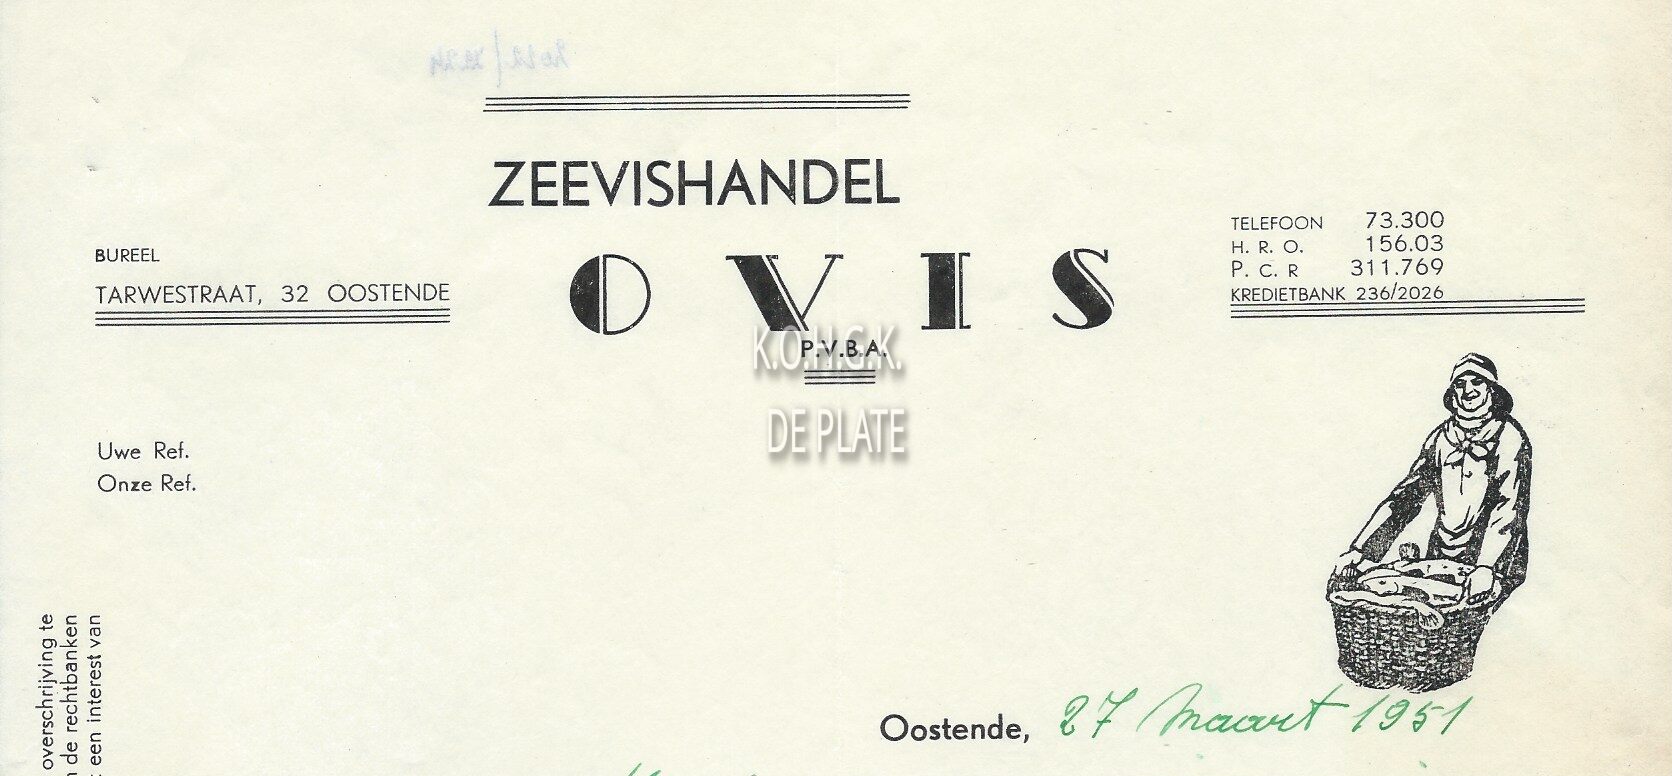 ZEEVISHANDEL
OVIS
P.V.B.A.
BUREEL
TARWESTRAAT, 32 OOSTENDE
TELEFOON 73.300
H. R. O. 156.03
P. C. R 311.769
KREDIETBANK 236/2026
K.O.H.G.K.
DE PLATE
Uwe Ref.
Onze Ref.
overschrijving te
de rechtbanken
een interest van
Oostende, 27 Maart 1951